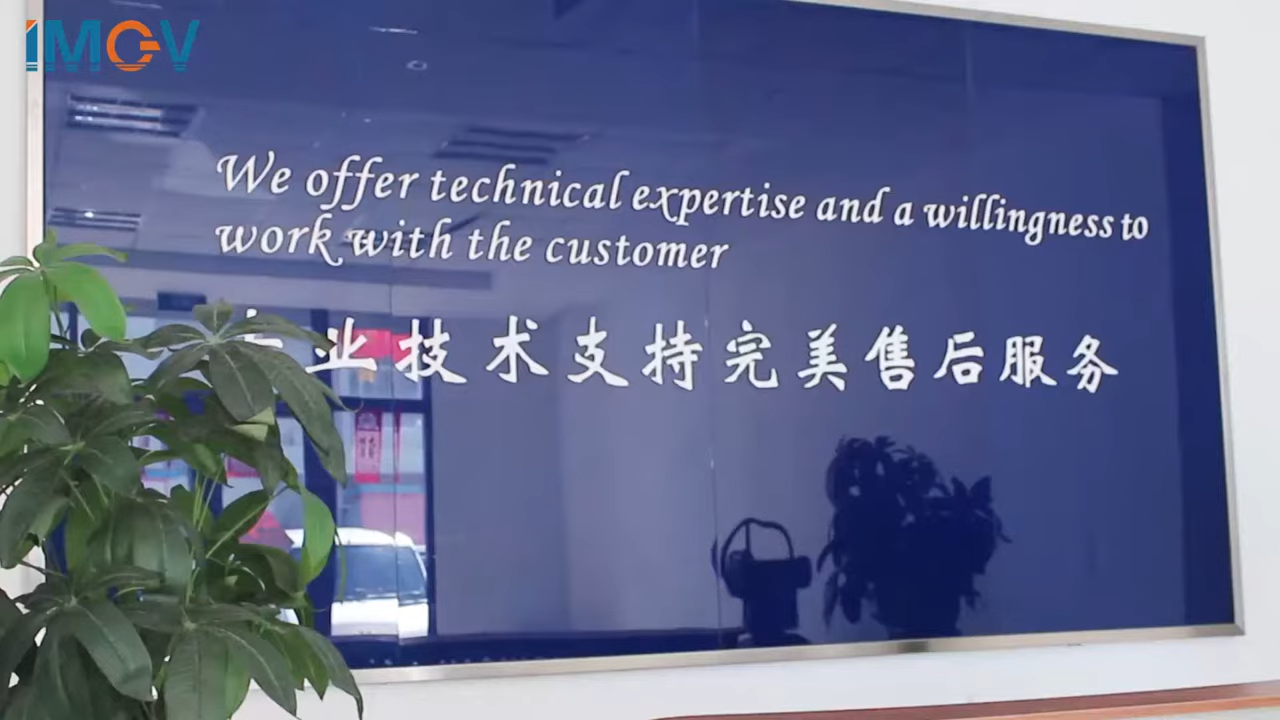 IMGV
We offer technical expertise and a willingness to
work with the customer
业技术支持完美售后服务